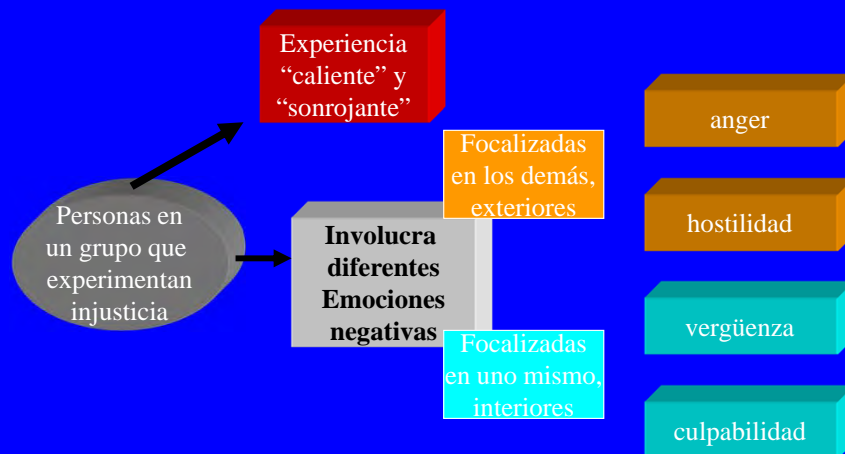 Experiencia
“caliente” y
“sonrojante”
Personas en
un grupo que
experimentan
injusticia
Involucra
diferentes
Emociones
negativas
Focalizadas
en los demás,
exteriores
Focalizadas
en uno mismo,
interiores
anger
hostilidad
vergüenza
culpabilidad